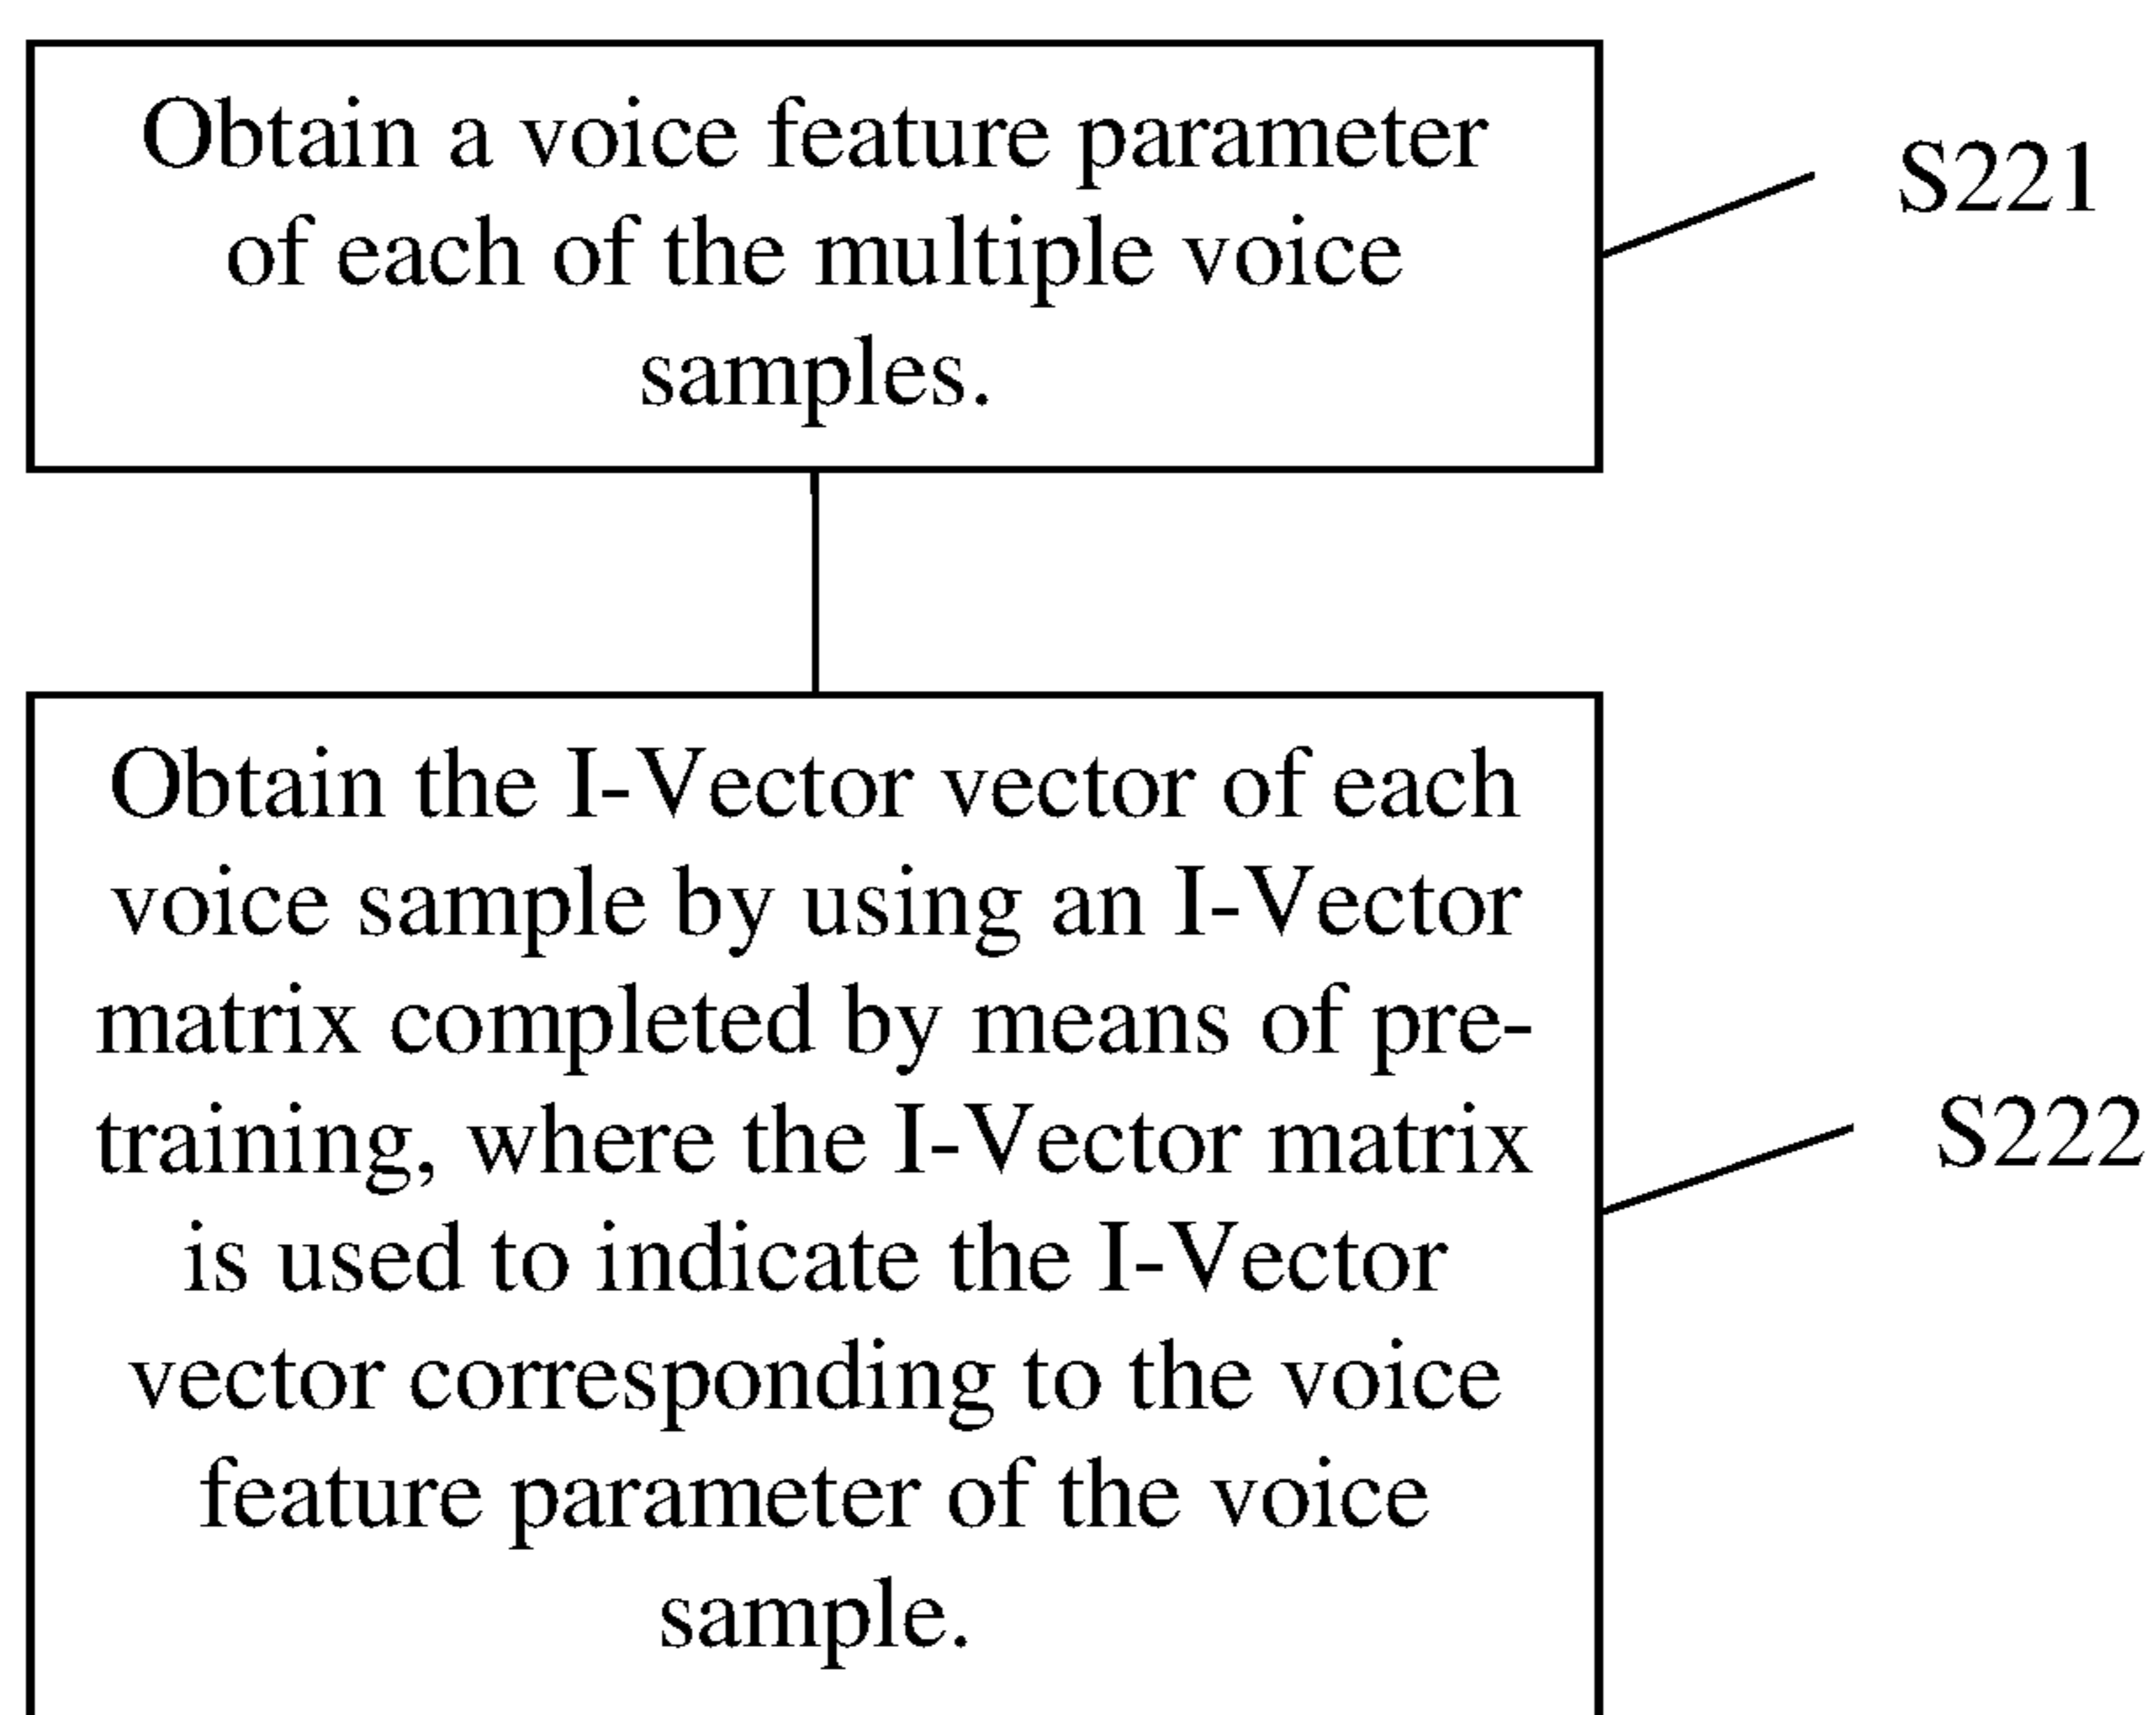 Obtain a voice feature parameter
of each of the multiple voice
samples.
S221
Obtain the I-Vector vector of each
voice sample by using an I-Vector
matrix completed by means of pre-
training, where the I-Vector matrix
is used to indicate the I-Vector
vector corresponding to the voice
feature parameter of the voice
sample.
S222